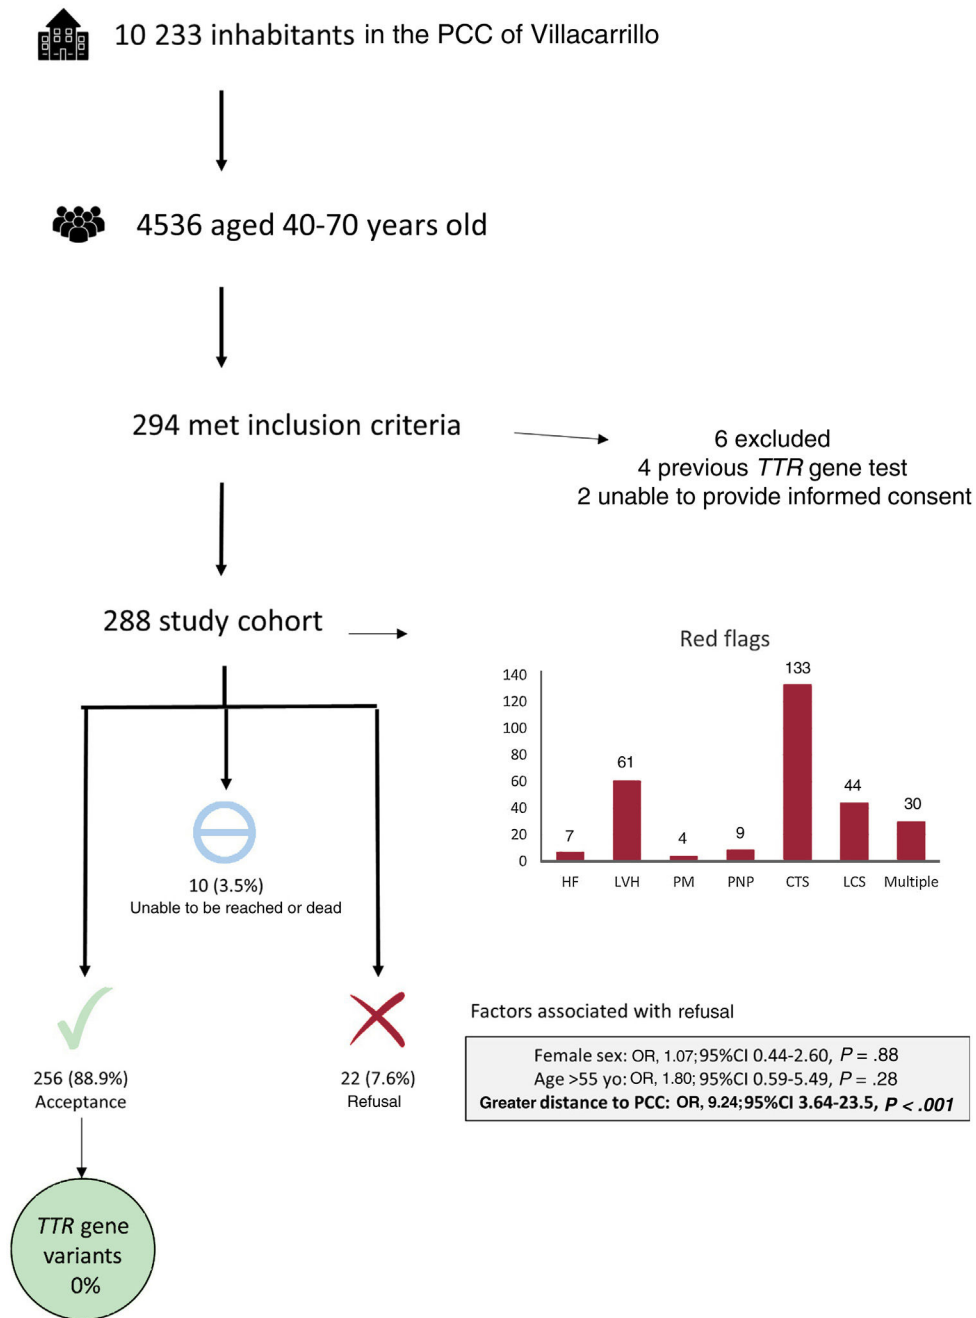 10 233 inhabitants in the PCC of Villacarrillo
4536 aged 40-70 years old
294 met inclusion criteria
6 excluded
4 previous TTR gene test
2 unable to provide informed consent
288 study cohort
Red flags
140
120
100
80
60
40
20
0
7
61
4
9
133
44
30
HF LVH PM PNP CTS LCS Multiple
10 (3.5%)
Unable to be reached or dead
256 (88.9%)
Acceptance
22 (7.6%)
Refusal
Factors associated with refusal
Female sex: OR, 1.07; 95%CI 0.44-2.60, P = .88
Age >55 yo: OR, 1.80; 95%CI 0.59-5.49, P = .28
Greater distance to PCC: OR, 9.24; 95%CI 3.64-23.5, P < .001
TTR gene
variants
0%